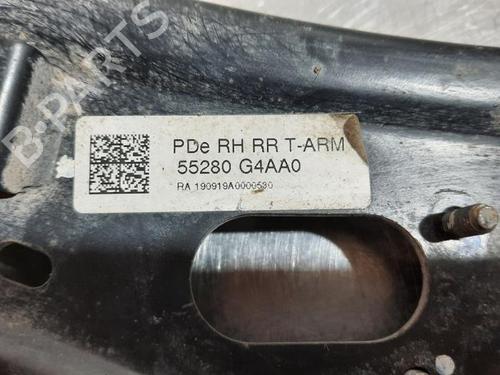 B-PARTS
PDe RH RR T-ARM
55280 G4AA0
RA 190919A0000530